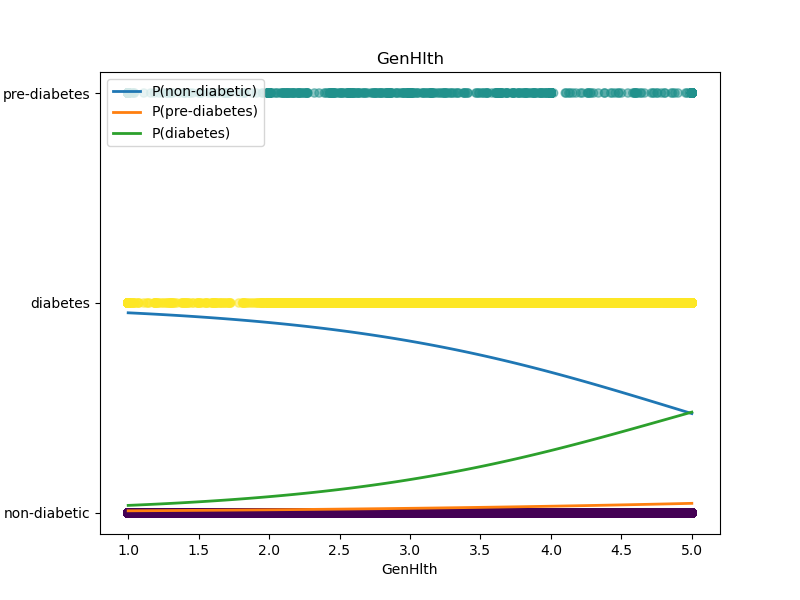 GenHlth
pre-diabetes
P(non-diabetic)
P(pre-diabetes)
P(diabetes)
diabetes
non-diabetic
1.0 1.5 2.0 2.5 3.0 3.5 4.0 4.5 5.0
GenHlth